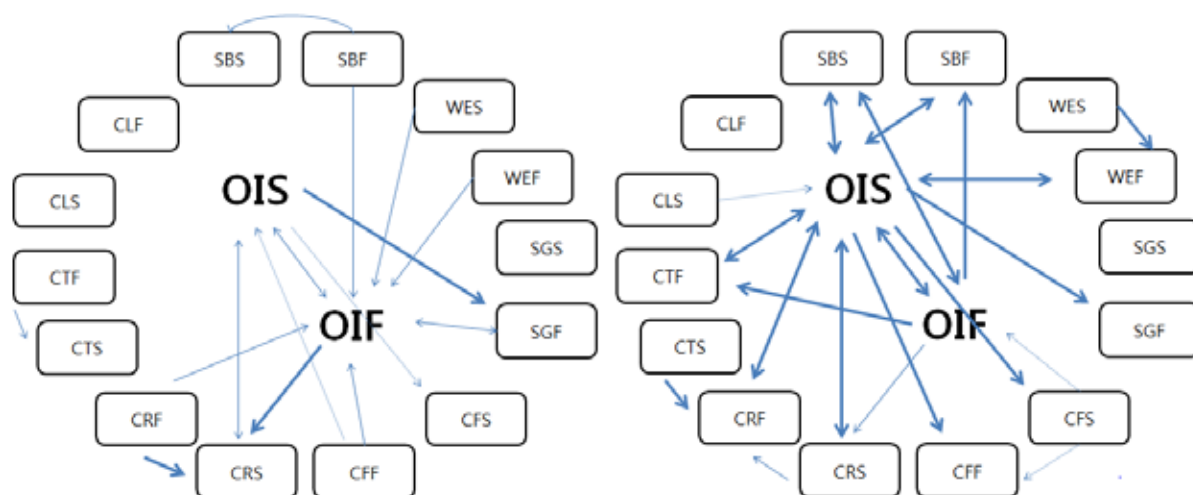 SBS
SBF
CLF
WES
WEF
OIS
CLS
SGS
CTF
OIF
SGF
CTS
CRF
CFS
CRS
CFF
SBS
SBF
WES
CLF
WEF
OIS
CLS
SGS
CTF
OIF
SGF
CTS
CRF
CFS
CRS
CFF